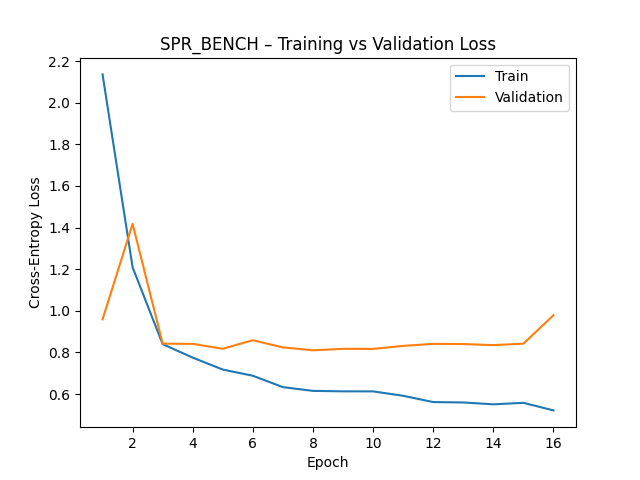 SPR_BENCH – Training vs Validation Loss
Train
Validation
Cross-Entropy Loss
2.2
2.0
1.8
1.6
1.4
1.2
1.0
0.8
0.6
2 4 6 8 10 12 14 16
Epoch